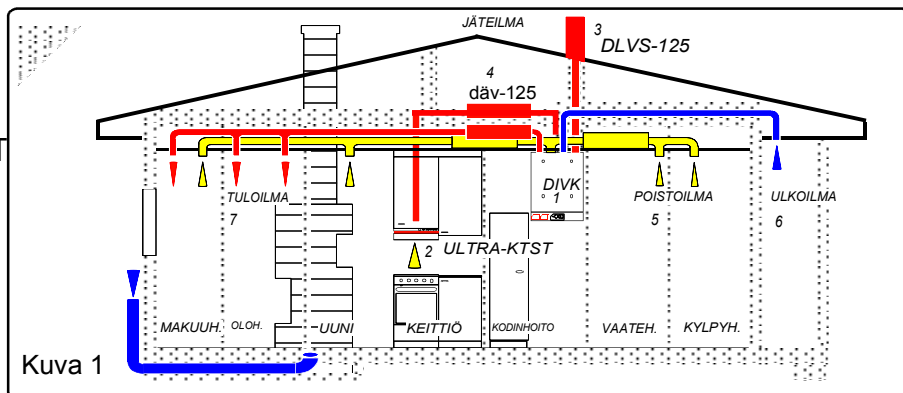 JÄTEILMA
3
DLVS-125
4
däv-125
DIVK
1
TULOILMA
7
POISTOILMA
5
ULKOILMA
6
2
ULTRA-KTST
MAKUUH.
OLOH.
UUNI
KEITTIÖ
KODINHOITO
VAATEH.
KYLPYH.
Kuva 1